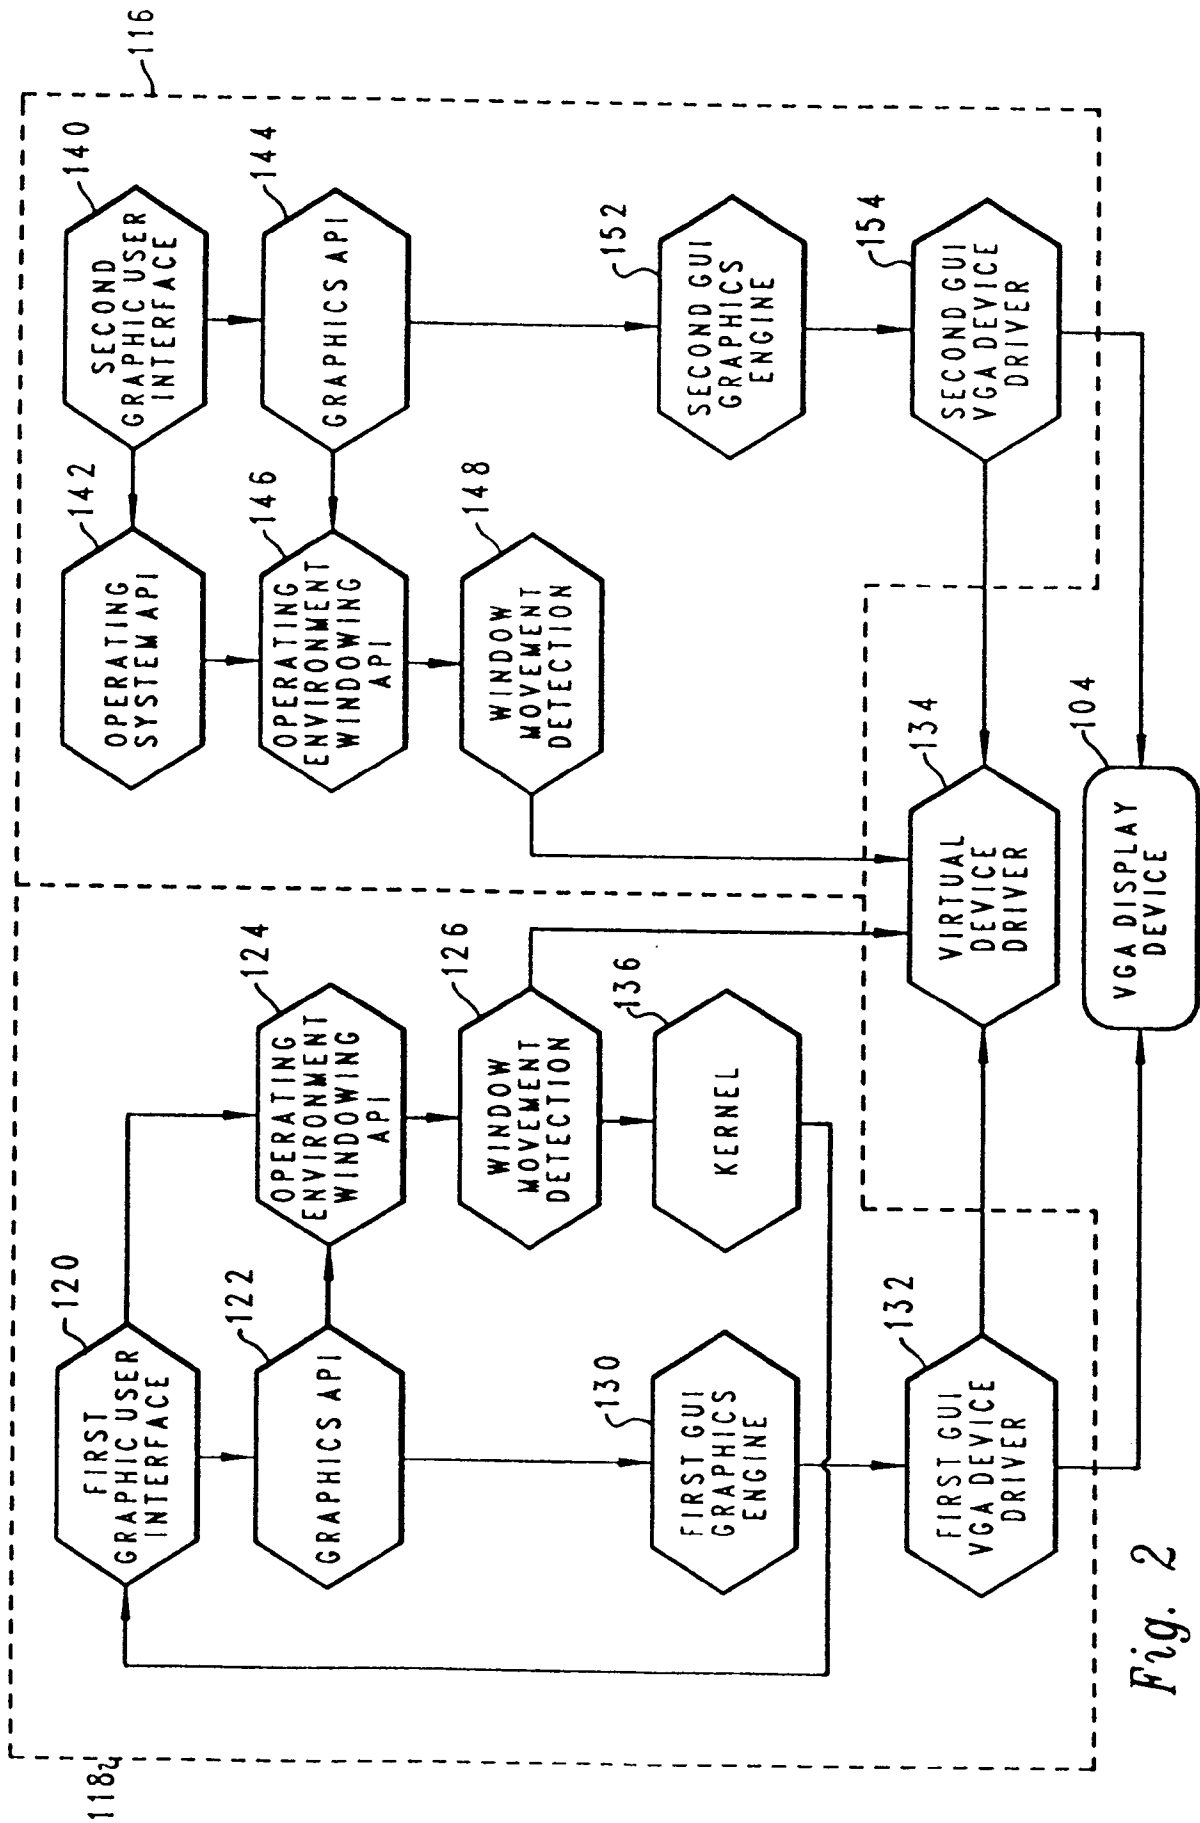 118
120
FIRST
GRAPHIC USER
INTERFACE
122
GRAPHICS API
124
OPERATING
ENVIRONMENT
WINDOWING
API
126
WINDOW
MOVEMENT
DETECTION
130
FIRST GUI
GRAPHICS
ENGINE
136
KERNEL
132
FIRST GUI
VGA DEVICE
DRIVER
116
142
OPERATING
SYSTEM API
140
SECOND
GRAPHIC USER
INTERFACE
146
OPERATING
ENVIRONMENT
WINDOWING
API
144
GRAPHICS API
148
WINDOW
MOVEMENT
DETECTION
152
SECOND GUI
GRAPHICS
ENGINE
154
SECOND GUI
VGA DEVICE
DRIVER
134
VIRTUAL
DEVICE
DRIVER
104
VGA DISPLAY
DEVICE
Fig. 2